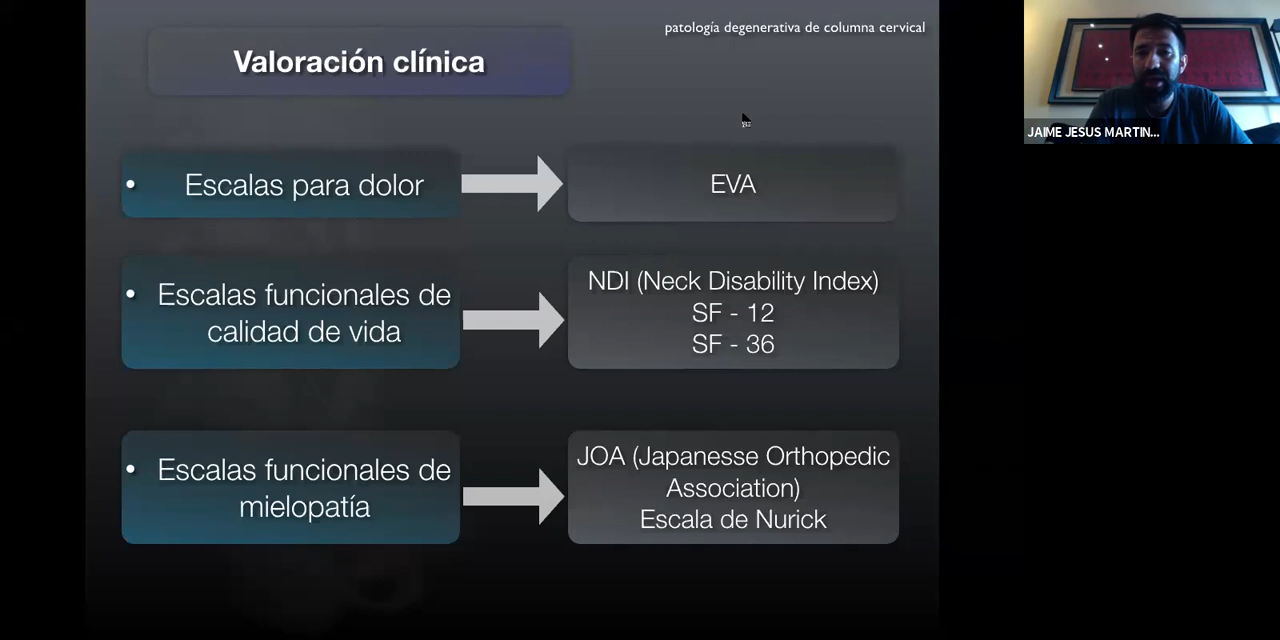 patología degenerativa de columna cervical
Valoración clínica
• Escalas para dolor
EVA
• Escalas funcionales de
calidad de vida
NDI (Neck Disability Index)
SF - 12
SF - 36
• Escalas funcionales de
mielopatía
JOA (Japanesse Orthopedic
Association)
Escala de Nurick
JAIME JESUS MARTIN...